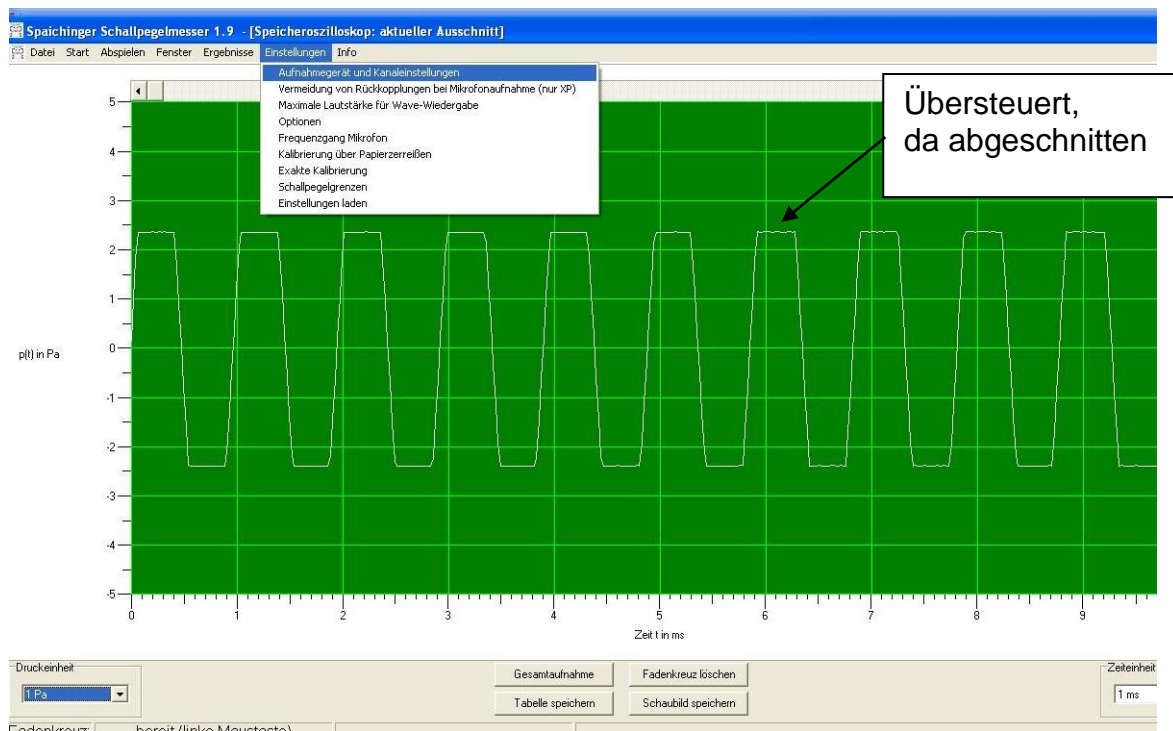 Spaichinger Schallpegelmesser 1.9 - [Speicheroszilloskop: aktueller Ausschnitt]
Datei Start Abspielen Fenster Ergebnisse Einstellungen Info
Aufnahmegerät und Kanaleinstellungen
Vermeidung von Rückkopplungen bei Mikrofonaufnahme (nur XP)
Maximale Lautstärke für Wave-Wiedergabe
Optionen
Frequenzgang Mikrofon
Kalibrierung über Papierzerreißen
Exakte Kalibrierung
Schallpegelgrenzen
Einstellungen laden
Übersteuert,
da abgeschnitten
5
4
3
2
1
0
-1
-2
-3
-4
-5
p(t) in Pa
0 1 2 3 4 5 6 7 8 9
Zeit t in ms
Druckeinheit
1 Pa
Gesamtaufnahme
Fadenkreuz löschen
Tabelle speichern
Schaubild speichern
Zeiteinheit
1 ms
Fadenkreuz: bereit (linke Maustaste)